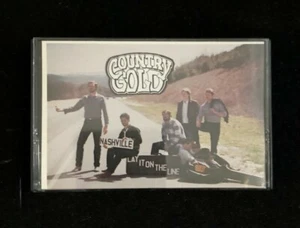 COUNTRY
GOLD
NASHVILLE
LAY IT ON THE
LINE